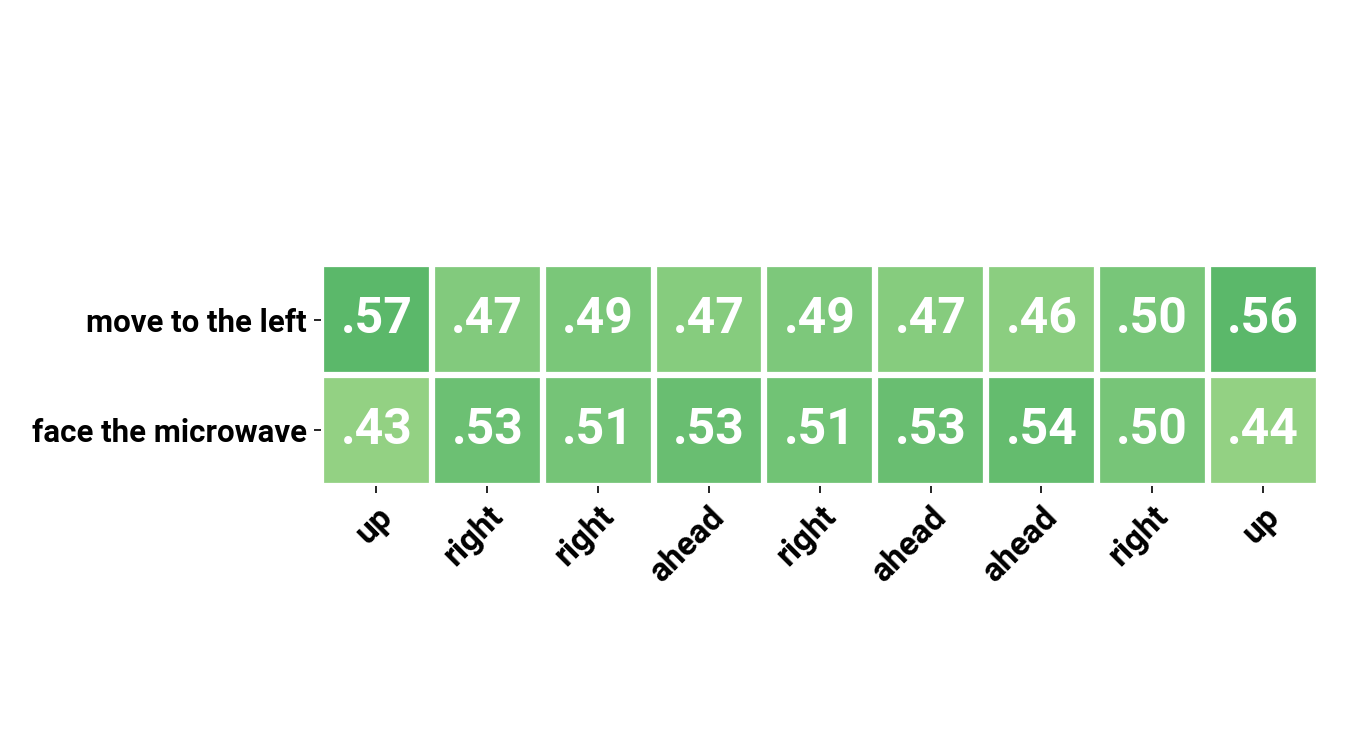 move to the left .57 .47 .49 .47 .49 .47 .46 .50 .56
face the microwave .43 .53 .51 .53 .51 .53 .54 .50 .44
up right right ahead right ahead ahead right up